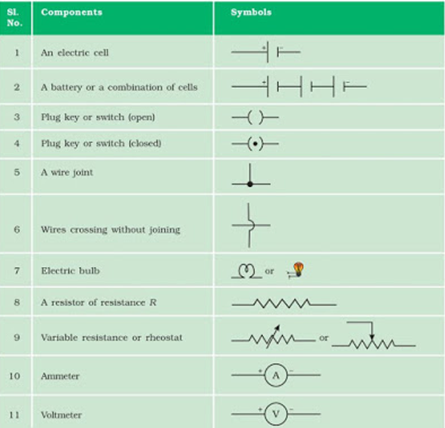 Sl. No. Components Symbols
1 An electric cell + −
2 A battery or a combination of cells + −
3 Plug key or switch (open)
4 Plug key or switch (closed)
5 A wire joint
6 Wires crossing without joining
7 Electric bulb or
8 A resistor of resistance R
9 Variable resistance or rheostat or
10 Ammeter + A −
11 Voltmeter + V −